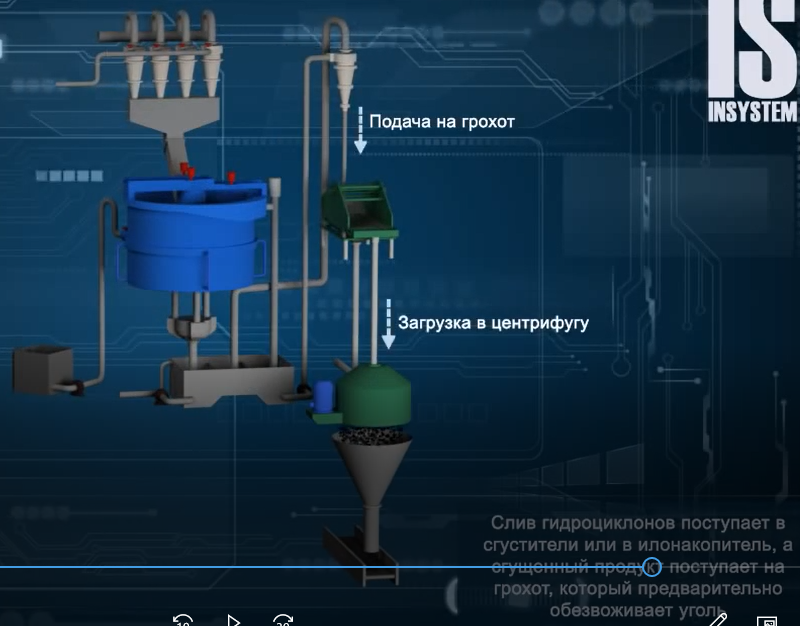 IS
INSYSTEM
Подача на грохот
Загрузка в центрифугу
Слив гидроциклонов поступает в
сгустители или в илонакопитель, а
сгущенный продукт поступает на
грохот, который предварительно
обезвоживает уголь